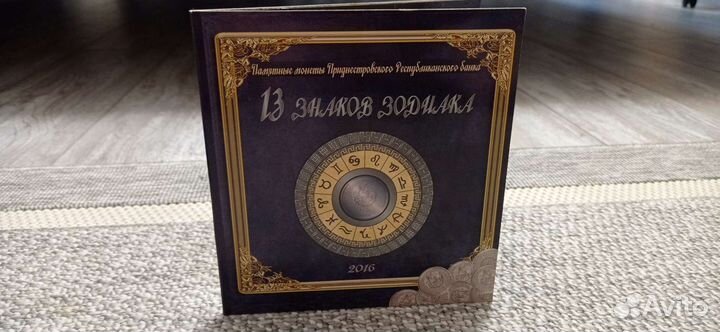 Памятные монеты Приднестровского Республиканского банка
13 ЗНАКОВ ЗОДИАКА
2016
Avito